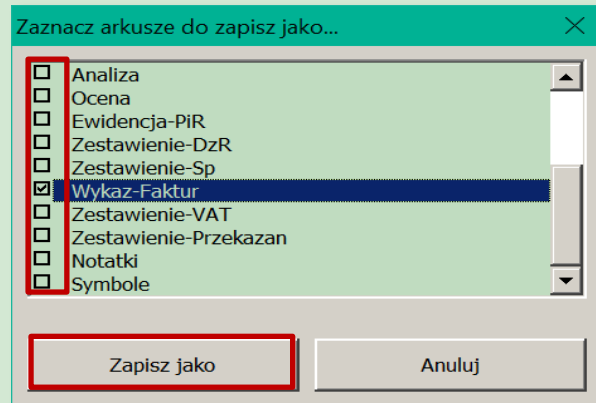 Zaznacz arkusze do zapisz jako...
Analiza
Ocena
Ewidencja-PiR
Zestawienie-DzR
Zestawienie-Sp
Wykaz-Faktur
Zestawienie-VAT
Zestawienie-Przekazan
Notatki
Symbole
Zapisz jako
Anuluj